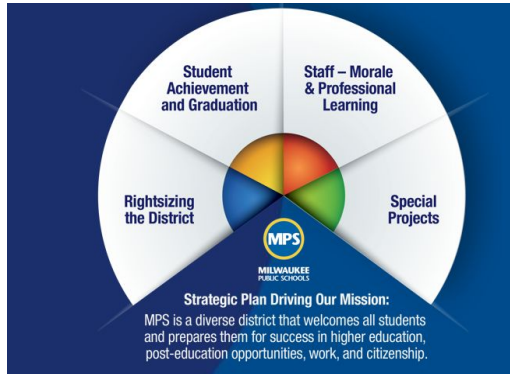 Student
Achievement
and Graduation
Staff – Morale
& Professional
Learning
Rightsizing
the District
Special
Projects
MPS
MILWAUKEE
PUBLIC SCHOOLS
Strategic Plan Driving Our Mission:
MPS is a diverse district that welcomes all students
and prepares them for success in higher education,
post-education opportunities, work, and citizenship.